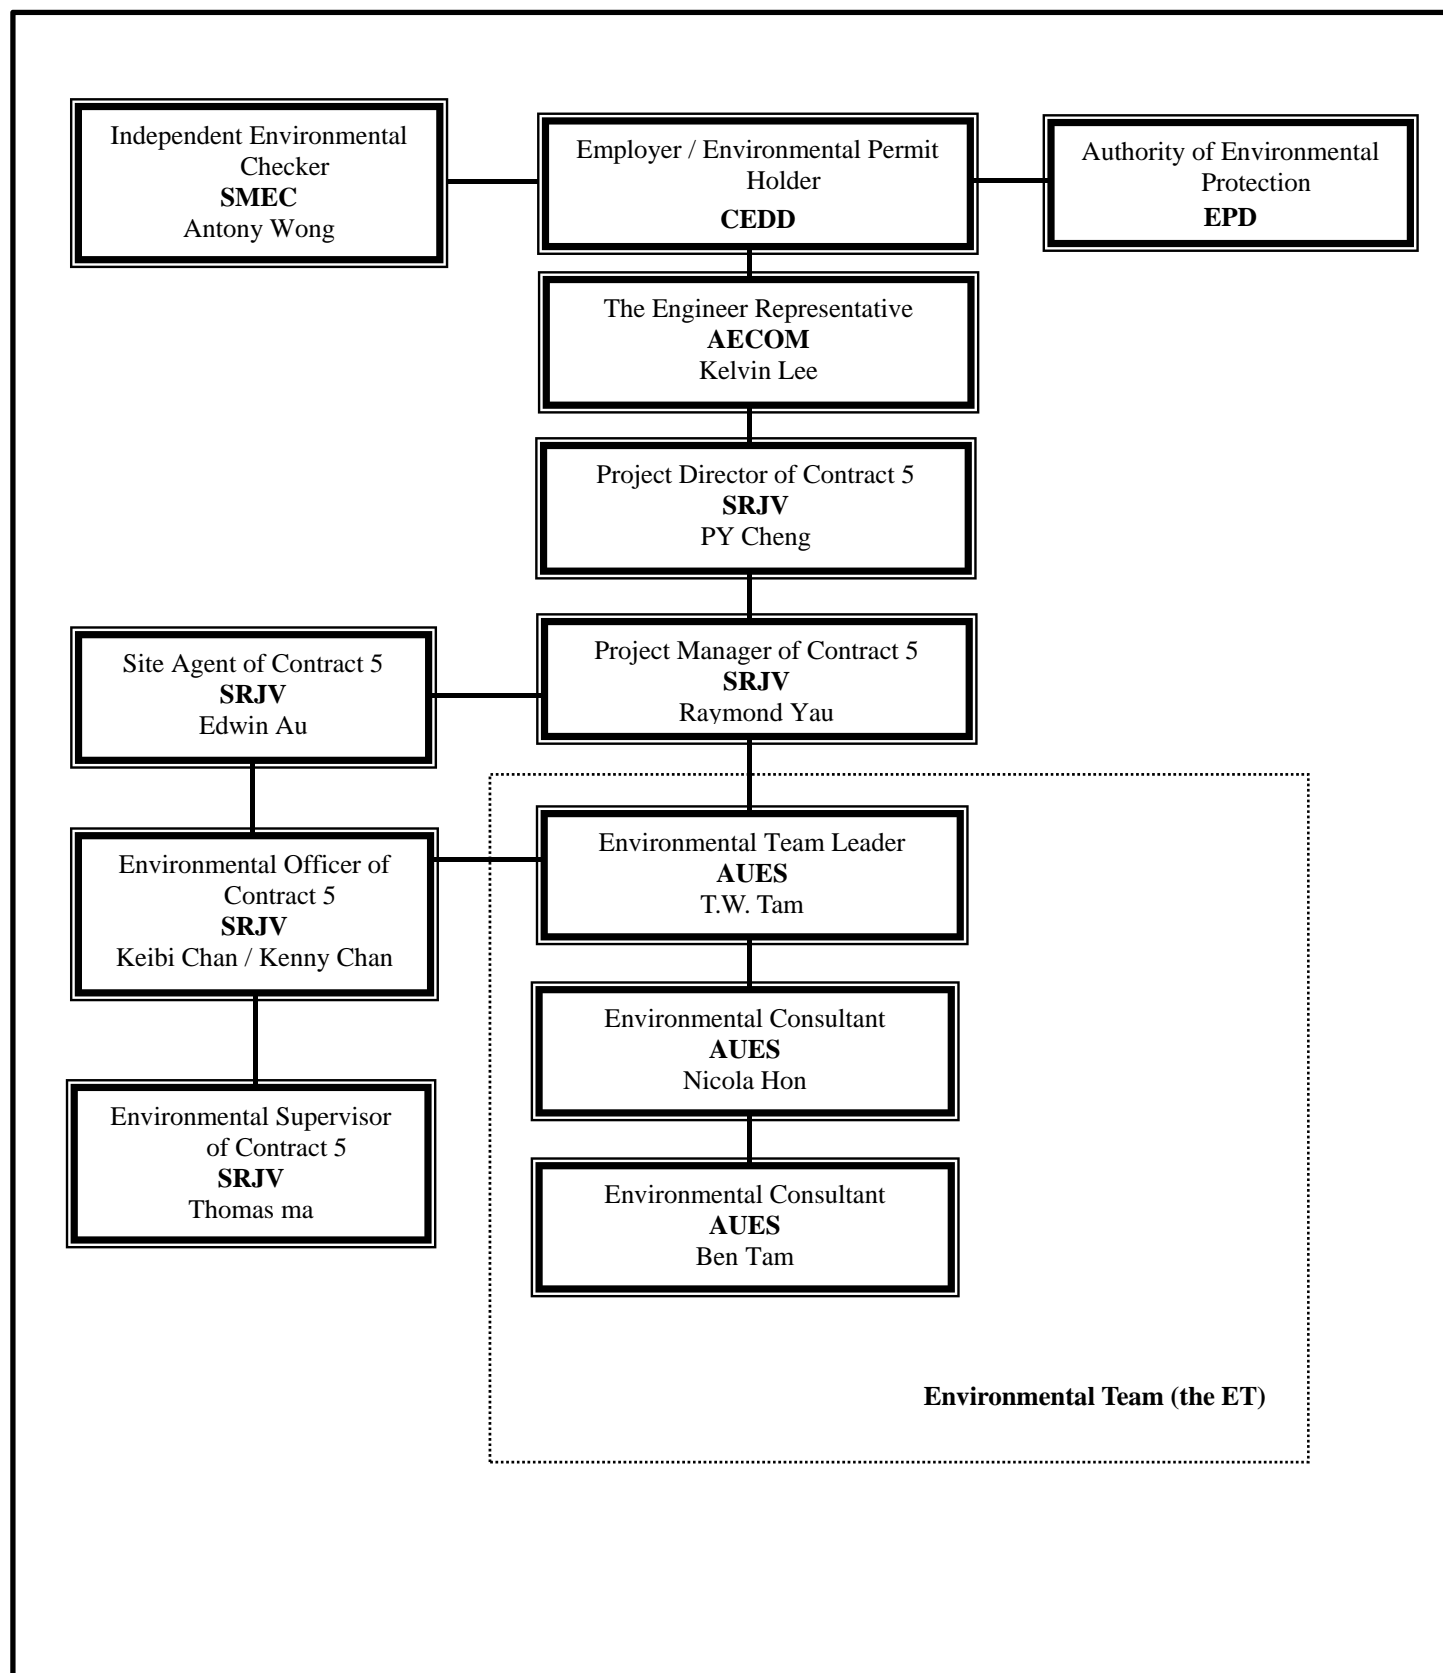 Independent Environmental
Checker
SMEC
Antony Wong
Employer / Environmental Permit
Holder
CEDD
Authority of Environmental
Protection
EPD
The Engineer Representative
AECOM
Kelvin Lee
Project Director of Contract 5
SRJV
PY Cheng
Site Agent of Contract 5
SRJV
Edwin Au
Project Manager of Contract 5
SRJV
Raymond Yau
Environmental Officer of
Contract 5
SRJV
Keibi Chan / Kenny Chan
Environmental Team Leader
AUES
T.W. Tam
Environmental Consultant
AUES
Nicola Hon
Environmental Supervisor
of Contract 5
SRJV
Thomas ma
Environmental Consultant
AUES
Ben Tam
Environmental Team (the ET)